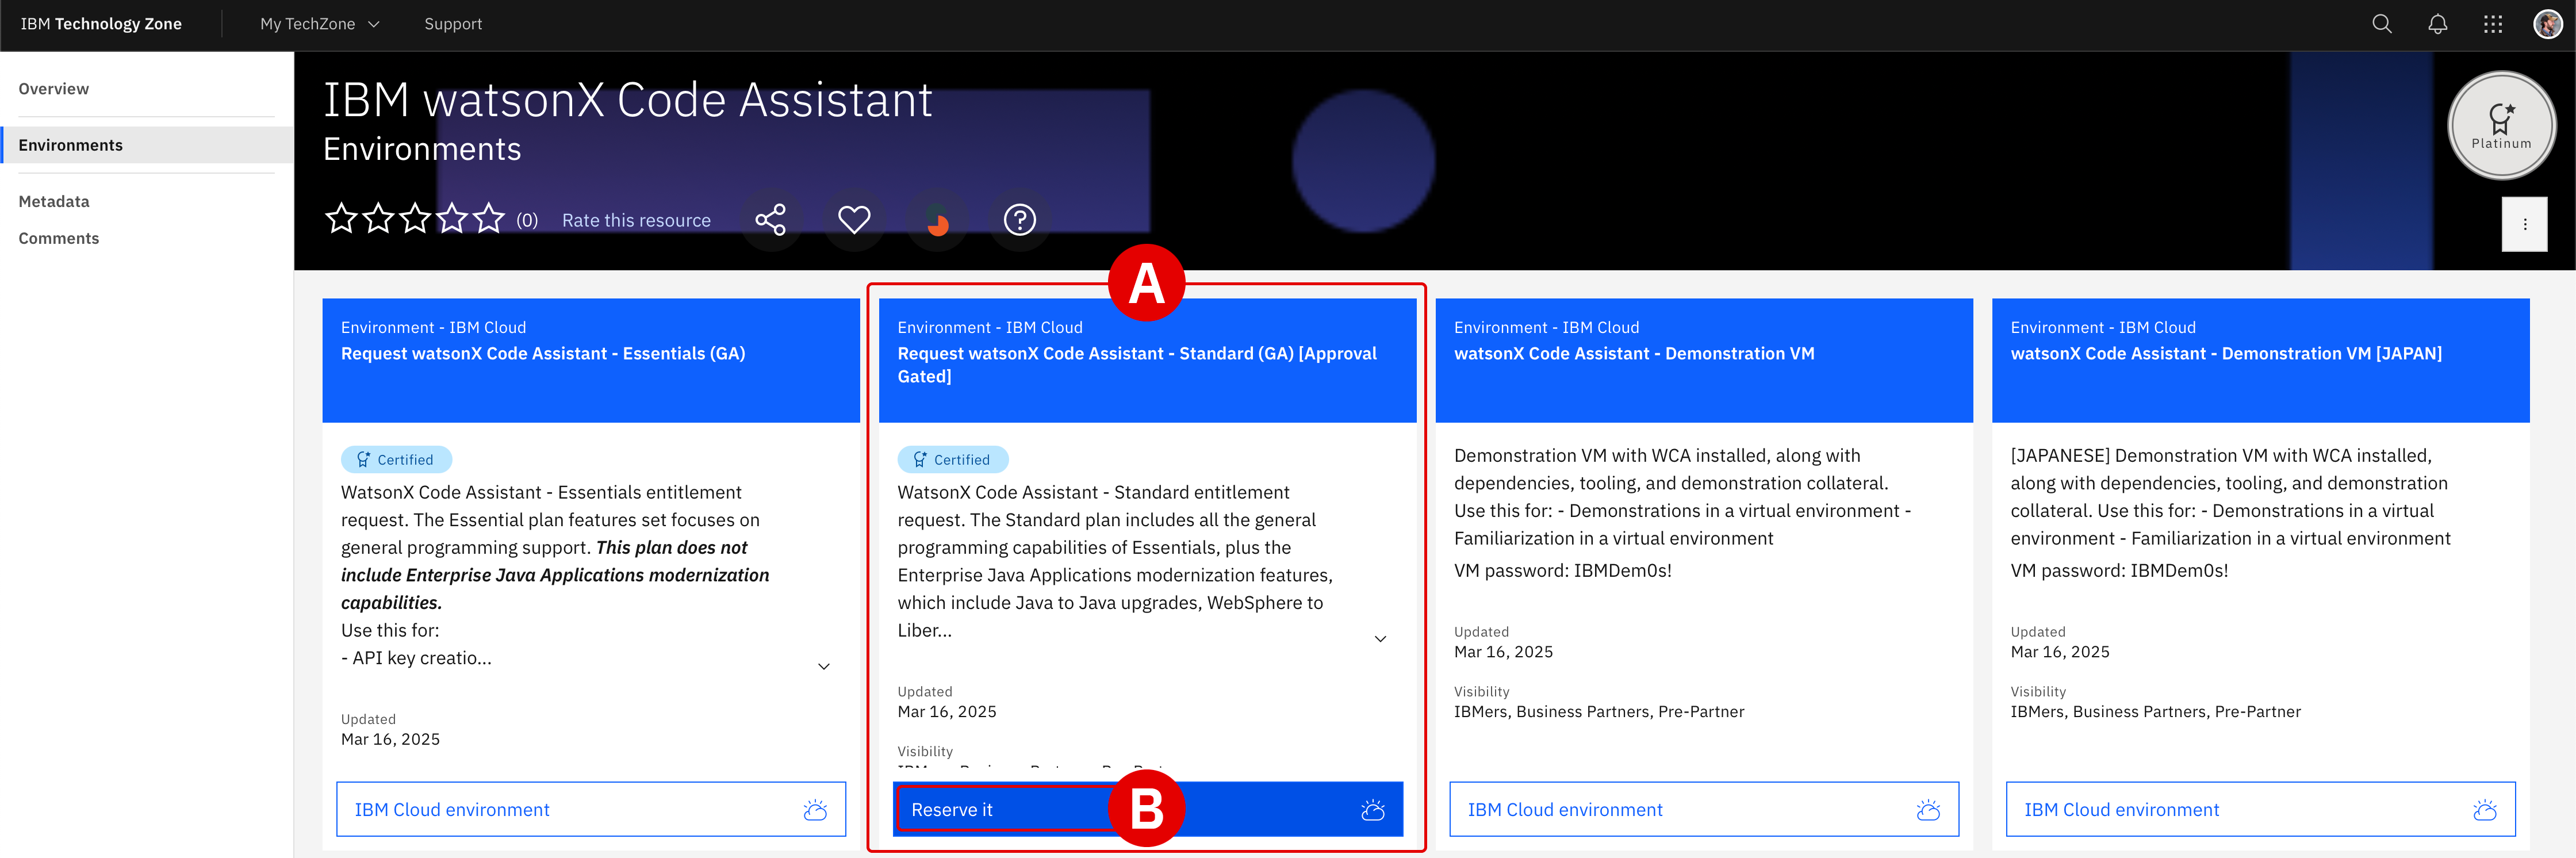 IBM Technology Zone
My TechZone
Support
Overview
Environments
Metadata
Comments
IBM watsonX Code Assistant
Environments
(0)
Rate this resource
Platinum
A
Environment - IBM Cloud
Request watsonX Code Assistant - Essentials (GA)
Certified
WatsonX Code Assistant - Essentials entitlement
request. The Essential plan features set focuses on
general programming support. This plan does not
include Enterprise Java Applications modernization
capabilities.
Use this for:
- API key creatio...
Updated
Mar 16, 2025
IBM Cloud environment
Environment - IBM Cloud
Request watsonX Code Assistant - Standard (GA) [Approval
Gated]
Certified
WatsonX Code Assistant - Standard entitlement
request. The Standard plan includes all the general
programming capabilities of Essentials, plus the
Enterprise Java Applications modernization features,
which include Java to Java upgrades, WebSphere to
Liber...
Updated
Mar 16, 2025
Visibility
Reserve it
B
Environment - IBM Cloud
watsonX Code Assistant - Demonstration VM
Demonstration VM with WCA installed, along with
dependencies, tooling, and demonstration collateral.
Use this for: - Demonstrations in a virtual environment -
Familiarization in a virtual environment
VM password: IBMDem0s!
Updated
Mar 16, 2025
Visibility
IBMers, Business Partners, Pre-Partner
IBM Cloud environment
Environment - IBM Cloud
watsonX Code Assistant - Demonstration VM [JAPAN]
[JAPANESE] Demonstration VM with WCA installed,
along with dependencies, tooling, and demonstration
collateral. Use this for: - Demonstrations in a virtual
environment - Familiarization in a virtual environment
VM password: IBMDem0s!
Updated
Mar 16, 2025
Visibility
IBMers, Business Partners, Pre-Partner
IBM Cloud environment